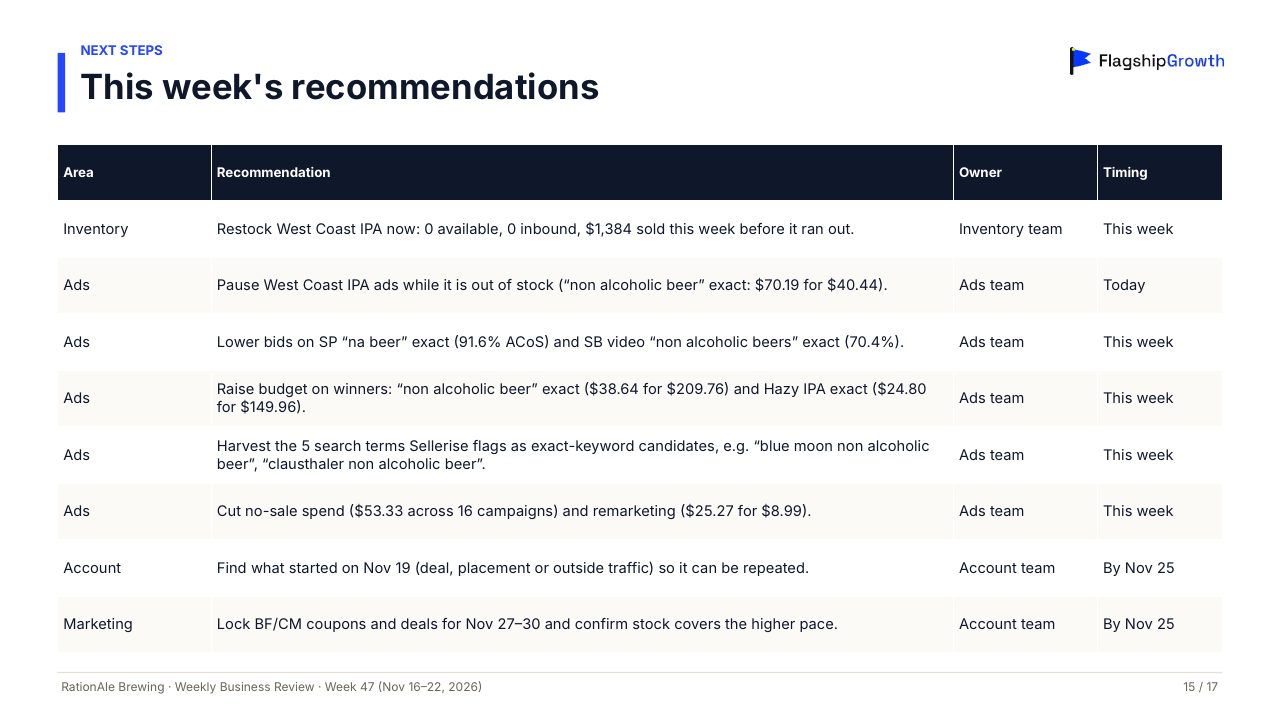 NEXT STEPS
This week's recommendations
FlagshipGrowth
Area Recommendation Owner Timing
Inventory Restock West Coast IPA now: 0 available, 0 inbound, $1,384 sold this week before it ran out. Inventory team This week
Ads Pause West Coast IPA ads while it is out of stock (“non alcoholic beer” exact: $70.19 for $40.44). Ads team Today
Ads Lower bids on SP “na beer” exact (91.6% ACoS) and SB video “non alcoholic beers” exact (70.4%). Ads team This week
Ads Raise budget on winners: “non alcoholic beer” exact ($38.64 for $209.76) and Hazy IPA exact ($24.80
for $149.96). Ads team This week
Ads Harvest the 5 search terms Sellerise flags as exact-keyword candidates, e.g. “blue moon non alcoholic
beer”, “clausthaler non alcoholic beer”. Ads team This week
Ads Cut no-sale spend ($53.33 across 16 campaigns) and remarketing ($25.27 for $8.99). Ads team This week
Account Find what started on Nov 19 (deal, placement or outside traffic) so it can be repeated. Account team By Nov 25
Marketing Lock BF/CM coupons and deals for Nov 27–30 and confirm stock covers the higher pace. Account team By Nov 25
RationAle Brewing · Weekly Business Review · Week 47 (Nov 16–22, 2026) 15 / 17